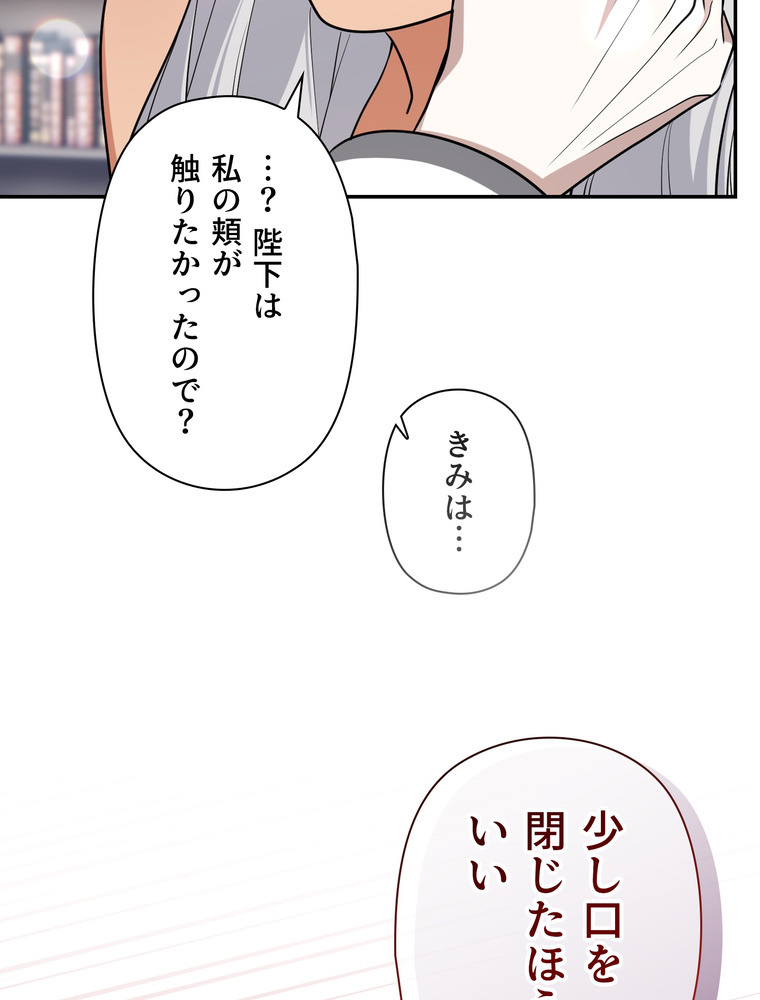 …？陛下は
私の頬が
触りたかったので？
きみは…
少し口を
閉じたほう
いい